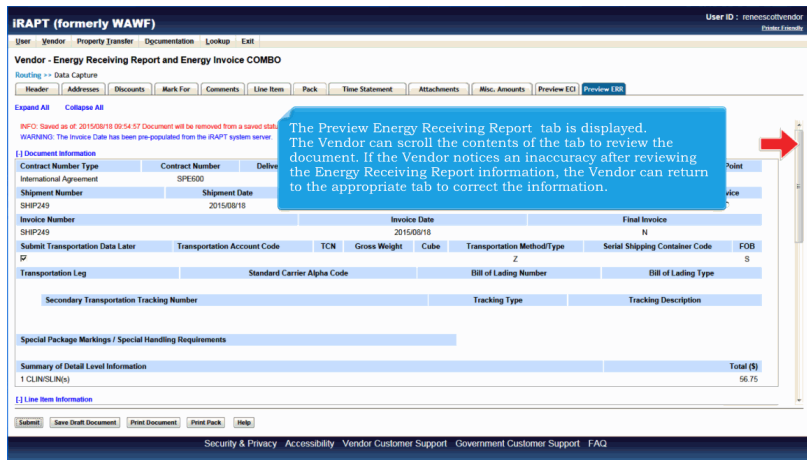 iRAPT (formerly WAWF)
User ID : reneescottvendor
Printer Friendly
User Vendor Property Transfer Documentation Lookup Exit
Vendor - Energy Receiving Report and Energy Invoice COMBO
Routing >> Data Capture
Header Addresses Discounts Mark For Comments Line Item Pack Time Statement Attachments Misc. Amounts Preview ECI Preview ERR
Expand All Collapse All
INFO: Saved as of: 2015/08/18 09:54:57 Document will be removed from a saved statu
WARNING: The Invoice Date has been pre-populated from the iRAPT system server.
The Preview Energy Receiving Report tab is displayed.
The Vendor can scroll the contents of the tab to review the
document. If the Vendor notices an inaccuracy after reviewing
the Energy Receiving Report information, the Vendor can return
to the appropriate tab to correct the information.
[-] Document Information
Contract Number Type Contract Number Delive Point
International Agreement SPE600
Shipment Number Shipment Date vice
SHIP249 2015/08/18
Invoice Number Invoice Date Final Invoice
SHIP249 2015/08/18 N
Submit Transportation Data Later Transportation Account Code TCN Gross Weight Cube Transportation Method/Type Serial Shipping Container Code FOB
Z S
Transportation Leg Standard Carrier Alpha Code Bill of Lading Number Bill of Lading Type
Secondary Transportation Tracking Number Tracking Type Tracking Description
Special Package Markings / Special Handling Requirements
Summary of Detail Level Information Total ($)
1 CLIN/SLIN(s) 56.75
[-] Line Item Information
Submit Save Draft Document Print Document Print Pack Help
Security & Privacy Accessibility Vendor Customer Support Government Customer Support FAQ